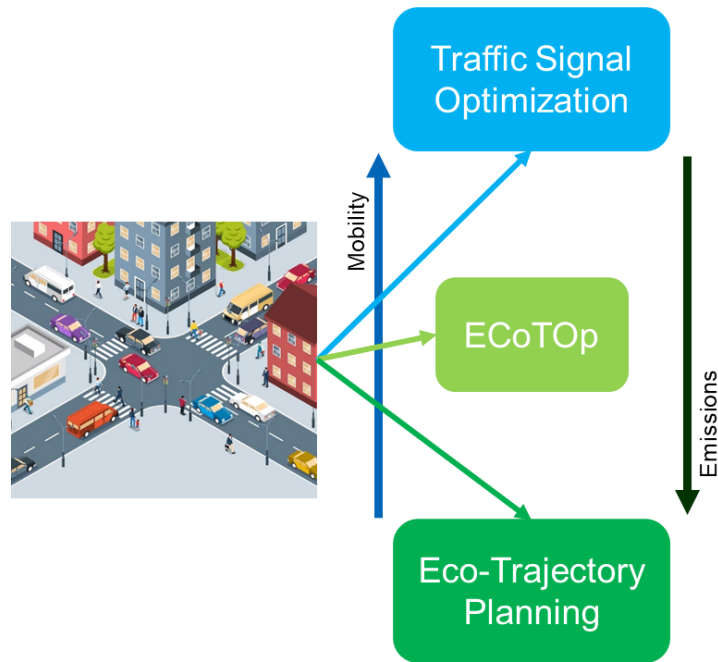 Traffic Signal
Optimization
Mobility
ECoTOp
Emissions
Eco-Trajectory
Planning